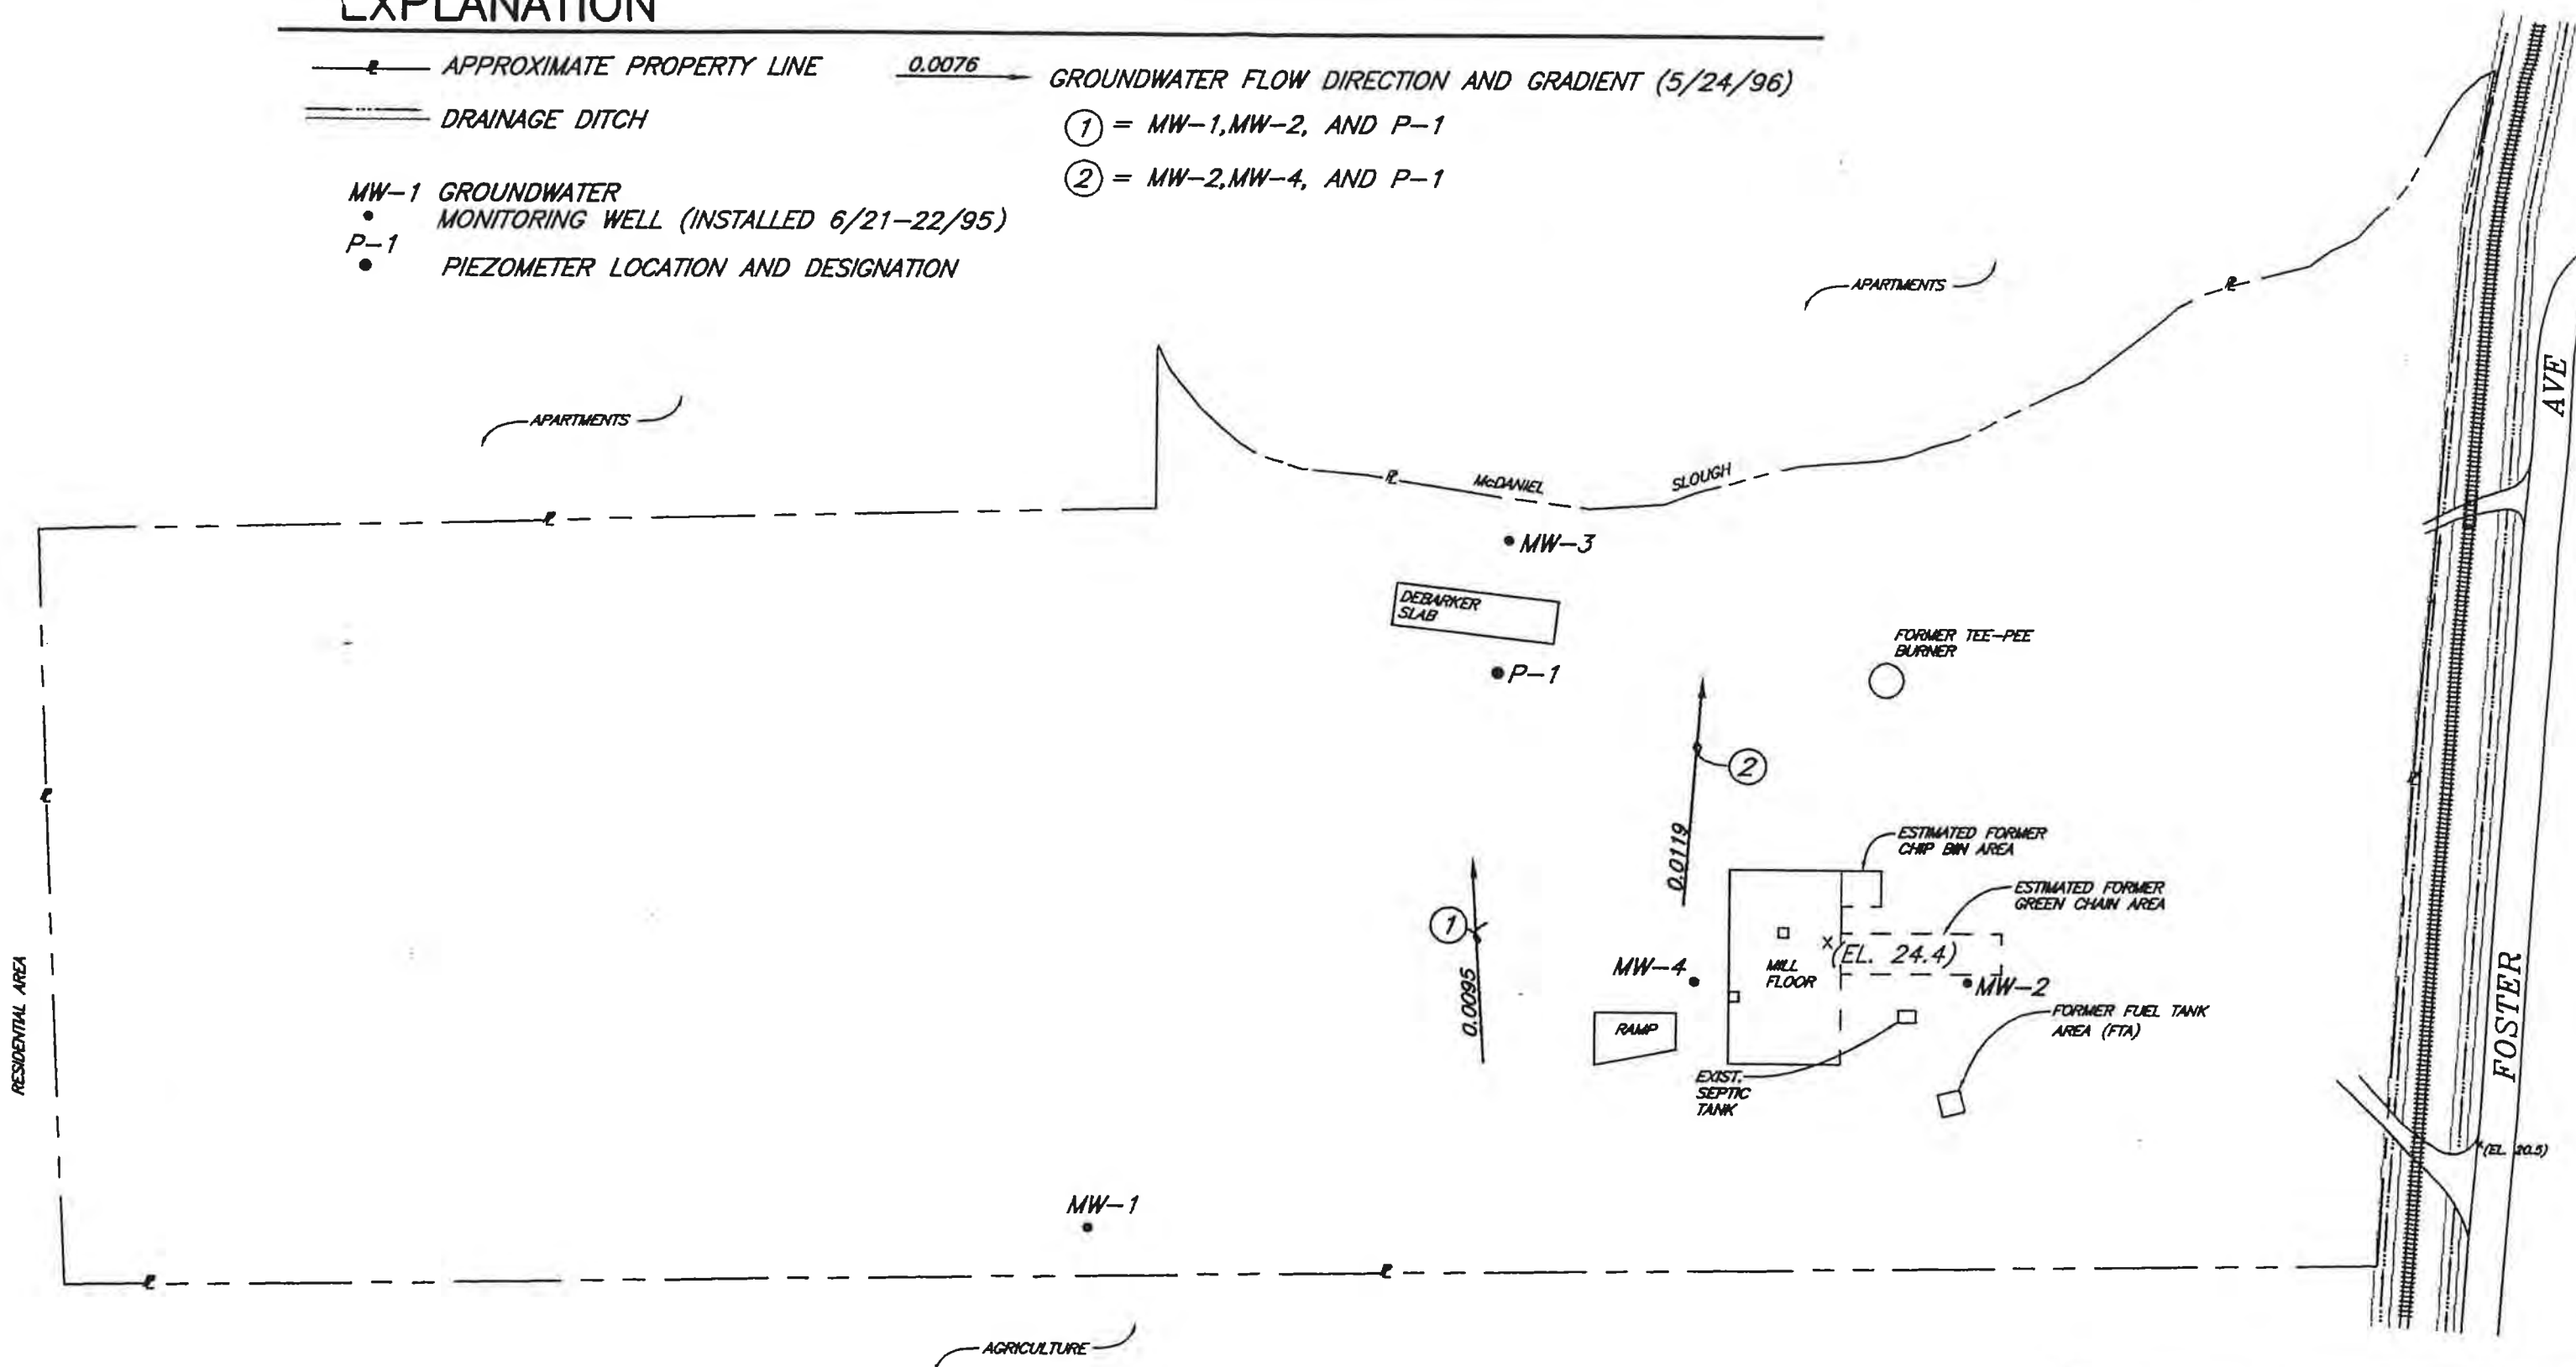 EXPLANATION
APPROXIMATE PROPERTY LINE
DRAINAGE DITCH
MW-1 GROUNDWATER
MONITORING WELL (INSTALLED 6/21-22/95)
P-1
PIEZOMETER LOCATION AND DESIGNATION
0.0076
GROUNDWATER FLOW DIRECTION AND GRADIENT (5/24/96)
1 = MW-1,MW-2, AND P-1
2 = MW-2,MW-4, AND P-1
APARTMENTS
APARTMENTS
McDANIEL
SLOUGH
MW-3
DEBARKER
SLAB
P-1
FORMER TEE-PEE
BURNER
2
0.0119
1
0.0095
ESTIMATED FORMER
CHIP BIN AREA
ESTIMATED FORMER
GREEN CHAIN AREA
X
(EL. 24.4)
MILL
FLOOR
MW-4
MW-2
RAMP
FORMER FUEL TANK
AREA (FTA)
EXIST.
SEPTIC
TANK
MW-1
RESIDENTIAL AREA
AGRICULTURE
FOSTER
AVE
X (EL. 20.5)